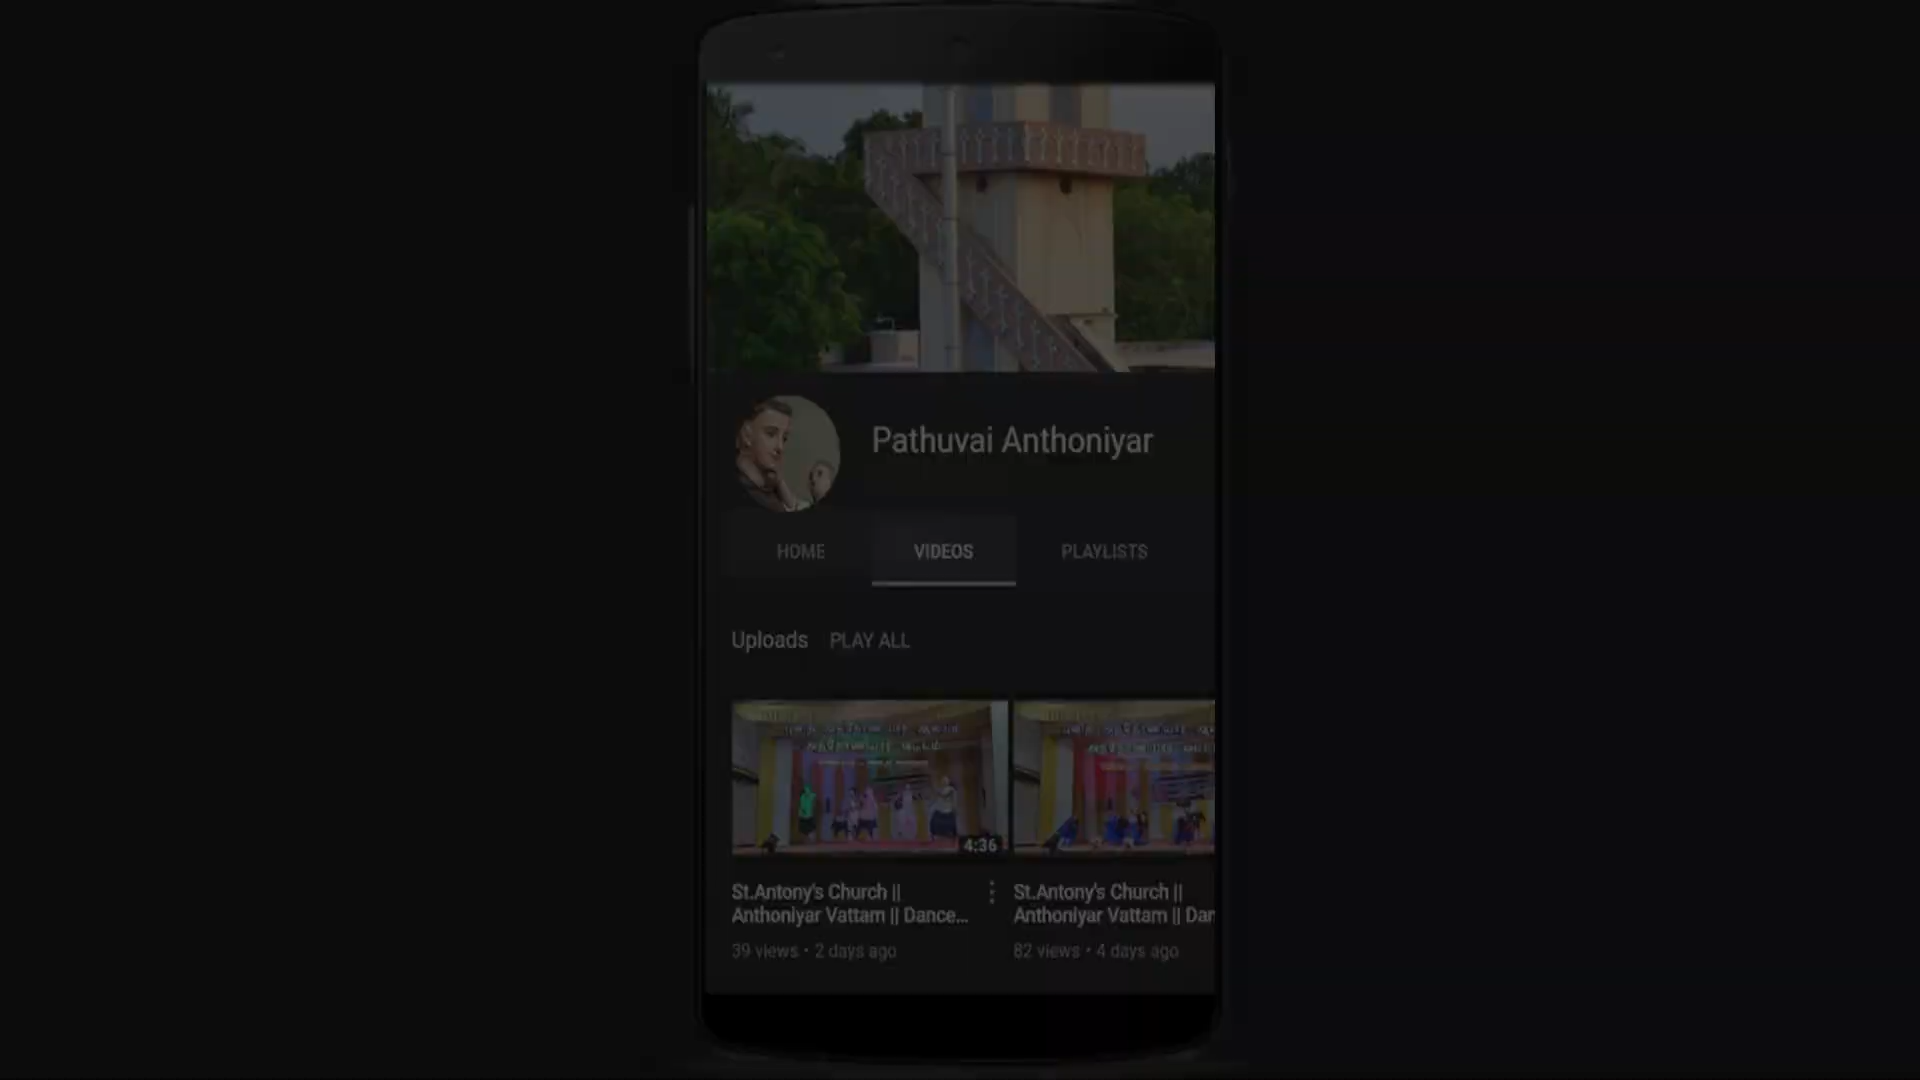 Pathuvai Anthoniyar
HOME VIDEOS PLAYLISTS
Uploads PLAY ALL
4:36
St.Antony's Church ||
Anthoniyar Vattam || Dance...
39 views • 2 days ago
St.Antony's Church ||
Anthoniyar Vattam || Dan
82 views • 4 days ago